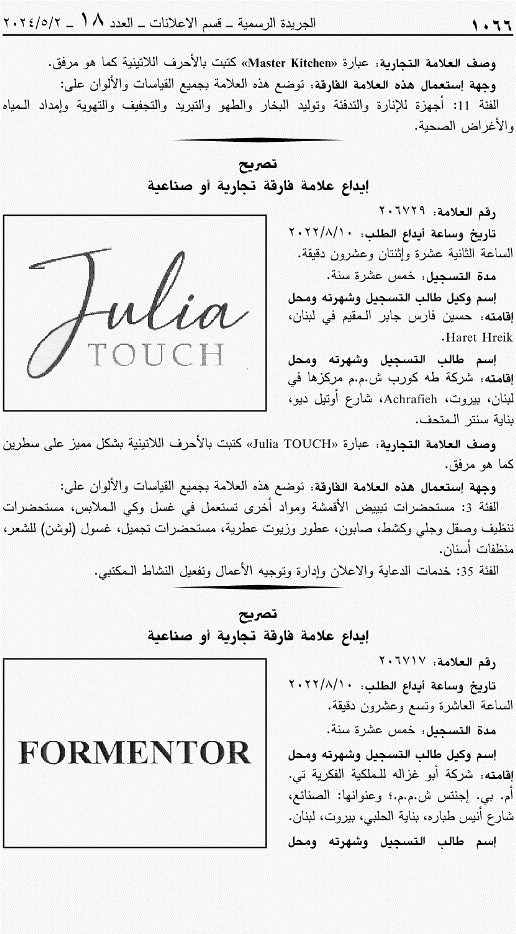 ١٠٦٦ الجريدة الرسمية ــ قسم الاعلانات ــ العدد ١٨ ــ ٢٠٢٤/٥/٢
وصف العلامة التجارية: عبارة «Master Kitchen» كتبت بالأحرف اللاتينية كما هو مرفق.
وجهة إستعمال هذه العلامة الفارقة: توضع هذه العلامة بجميع القياسات والألوان على:
الفئة 11: أجهزة للإنارة والتدفئة وتوليد البخار والطهو والتبريد والتجفيف والتهوية وإمداد المياه
والأغراض الصحية.
تصريح
إيداع علامة فارقة تجارية أو صناعية
رقم العلامة: ٢٠٦٧٢٩
تاريخ وساعة أيداع الطلب: ٢٠٢٢/٨/١٠
الساعة الثانية عشرة وإثنتان وعشرون دقيقة.
مدة التسجيل: خمس عشرة سنة.
إسم وكيل طالب التسجيل وشهرته ومحل
إقامته: حسين فارس جابر المقيم في لبنان،
Haret Hreik.
إسم طالب التسجيل وشهرته ومحل
إقامته: شركة طه كورب ش.م.م مركزها في
لبنان، بيروت، Achrafieh، شارع أوتيل ديو،
بناية سنتر المتحف.
Julia
TOUCH
وصف العلامة التجارية: عبارة «Julia TOUCH» كتبت بالأحرف اللاتينية بشكل مميز على سطرين
كما هو مرفق.
وجهة إستعمال هذه العلامة الفارقة: توضع هذه العلامة بجميع القياسات والألوان على:
الفئة 3: مستحضرات تبييض الأقمشة ومواد أخرى تستعمل في غسل وكي الملابس، مستحضرات
تنظيف وصقل وجلي وكشط، صابون، عطور وزيوت عطرية، مستحضرات تجميل، غسول (لوشن) للشعر،
منظفات أسنان.
الفئة 35: خدمات الدعاية والاعلان وإدارة وتوجيه الأعمال وتفعيل النشاط المكتبي.
تصريح
إيداع علامة فارقة تجارية أو صناعية
رقم العلامة: ٢٠٦٧١٧
تاريخ وساعة أيداع الطلب: ٢٠٢٢/٨/١٠
الساعة العاشرة وتسع وعشرون دقيقة.
مدة التسجيل: خمس عشرة سنة.
إسم وكيل طالب التسجيل وشهرته ومحل
إقامته: شركة أبو غزاله للملكية الفكرية تي.
أم. بي. إجنتس ش.م.م.؛ وعنوانها: الصنائع،
شارع أنيس طباره، بناية الحلبي، بيروت، لبنان.
إسم طالب التسجيل وشهرته ومحل
FORMENTOR